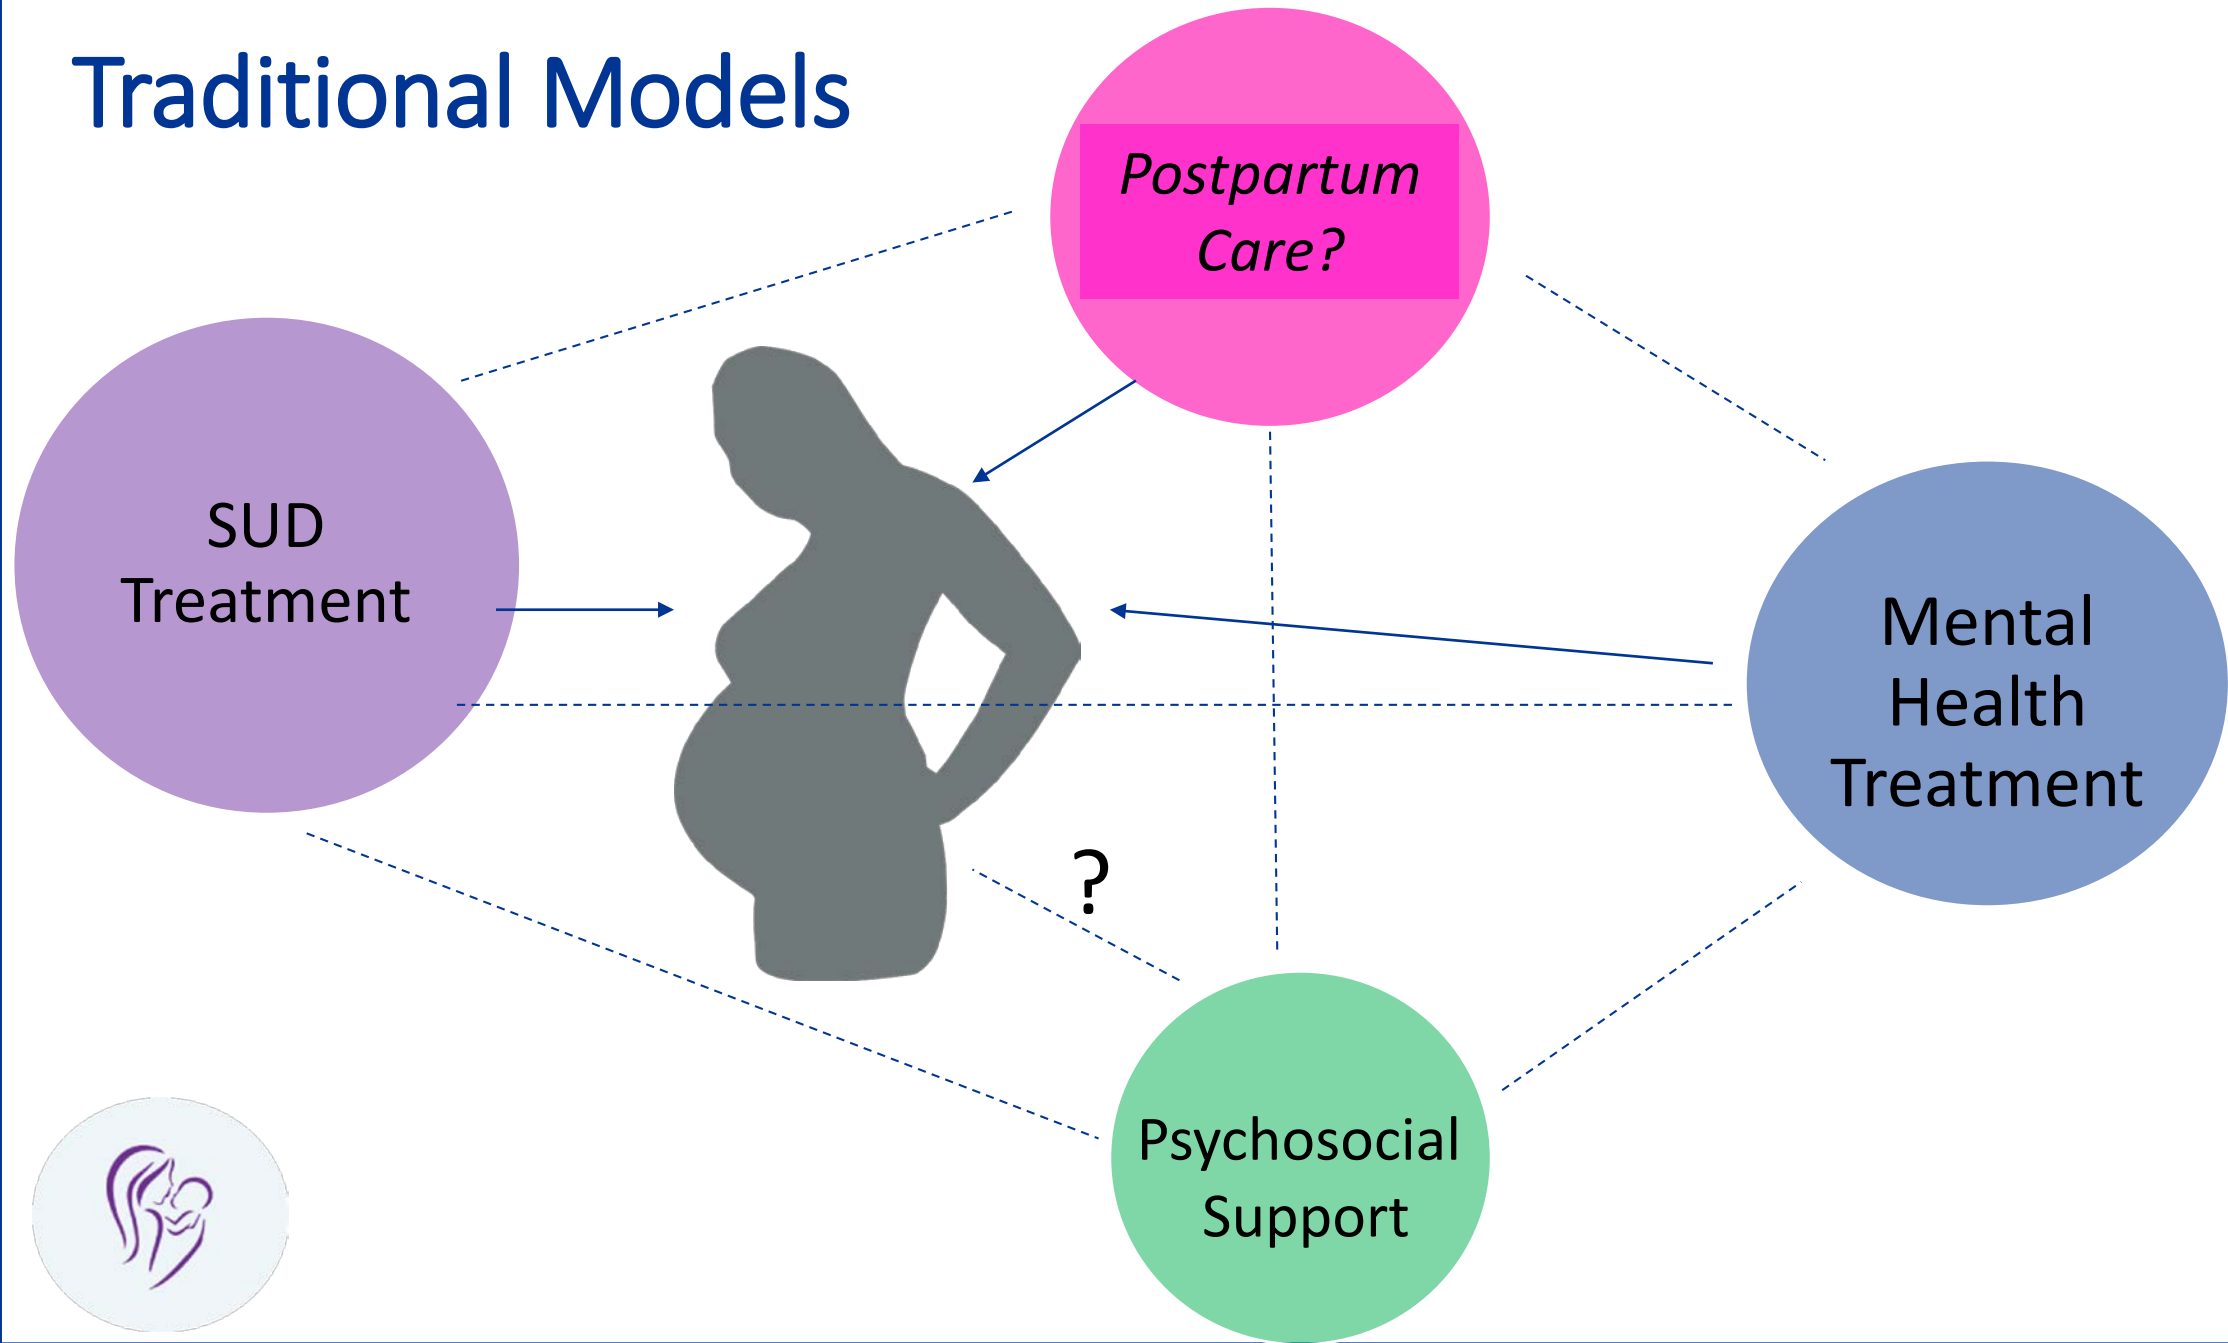 Traditional Models
Postpartum
Care?
SUD
Treatment
Mental
Health
Treatment
?
Psychosocial
Support